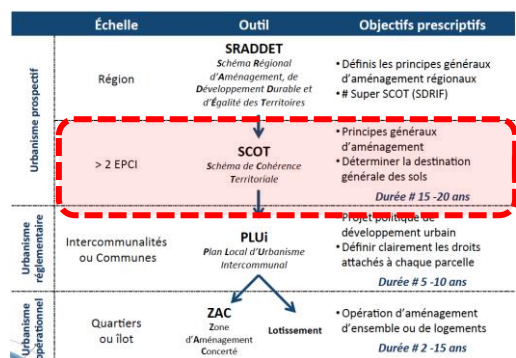 Échelle Outil Objectifs prescriptifs
Urbanisme prospectif
Région
SRADDET
Schéma Régional
d'Aménagement, de
Développement Durable et
d'Égalité des Territoires
• Définis les principes généraux
d'aménagement régionaux
• # Super SCOT (SDRIF)
> 2 EPCI
SCOT
Schéma de Cohérence
Territoriale
• Principes généraux
d'aménagement
• Déterminer la destination
générale des sols
Durée # 15 -20 ans
Urbanisme
réglementaire
Intercommunalités
ou Communes
PLUi
Plan Local d'Urbanisme
Intercommunal
Projet politique de
développement urbain
• Définir clairement les droits
attachés à chaque parcelle
Durée # 5 -10 ans
Urbanisme
opérationnel
Quartiers
ou îlot
ZAC
Zone
d'Aménagement
Concerté
Lotissement
• Opération d'aménagement
d'ensemble ou de logements
Durée # 2 -15 ans